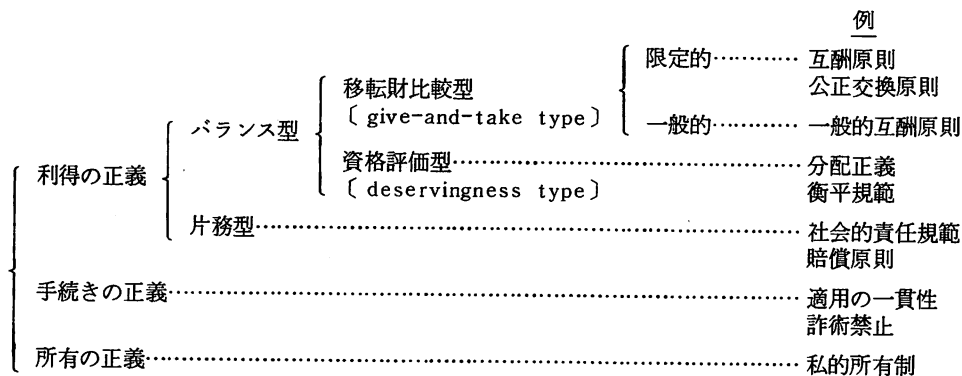 例
限定的………… 互酬原則
公正交換原則
移転財比較型
〔 give-and-take type 〕
一般的………… 一般的互酬原則
バランス型
資格評価型…………………………………… 分配正義
〔 deservingness type 〕
衡平規範
利得の正義
片務型…………………………………………………………… 社会的責任規範
賠償原則
手続きの正義…………………………………………………………………… 適用の一貫性
詐術禁止
所有の正義……………………………………………………………………… 私的所有制